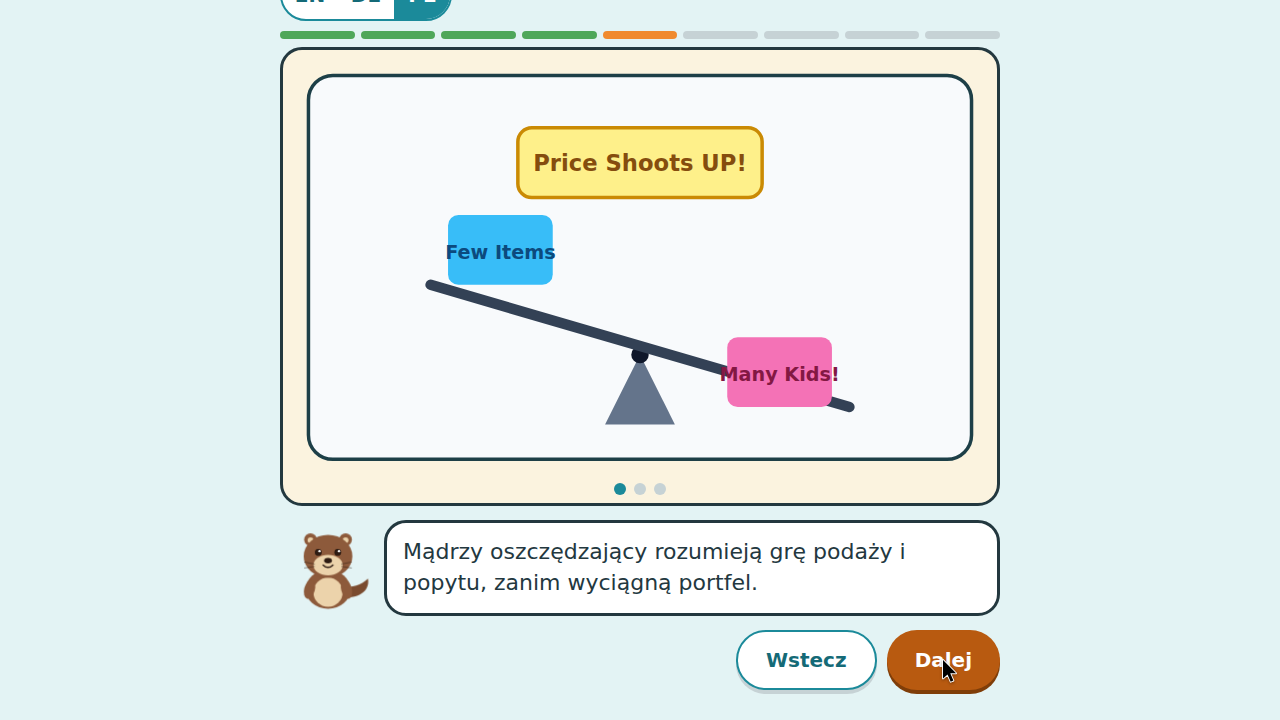 Price Shoots UP!
Few Items
Many Kids!
Mądrzy oszczędzający rozumieją grę podaży i
popytu, zanim wyciągną portfel.
Wstecz
Dalej